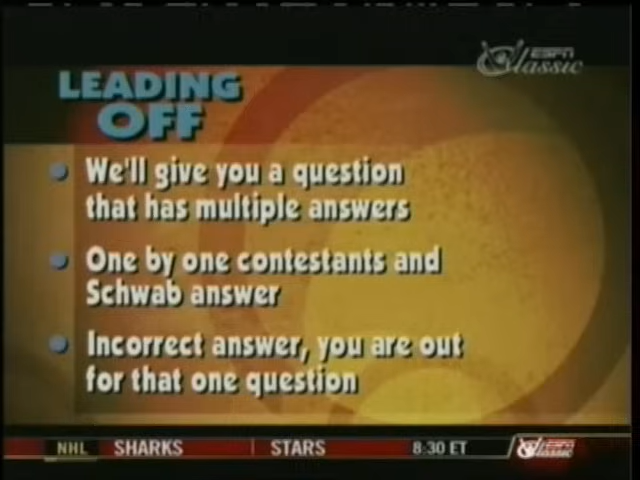 ESPN
Classic
LEADING
OFF
We'll give you a question
that has multiple answers
One by one contestants and
Schwab answer
Incorrect answer, you are out
for that one question
NHL SHARKS STARS 8:30 ET ESPN Classic